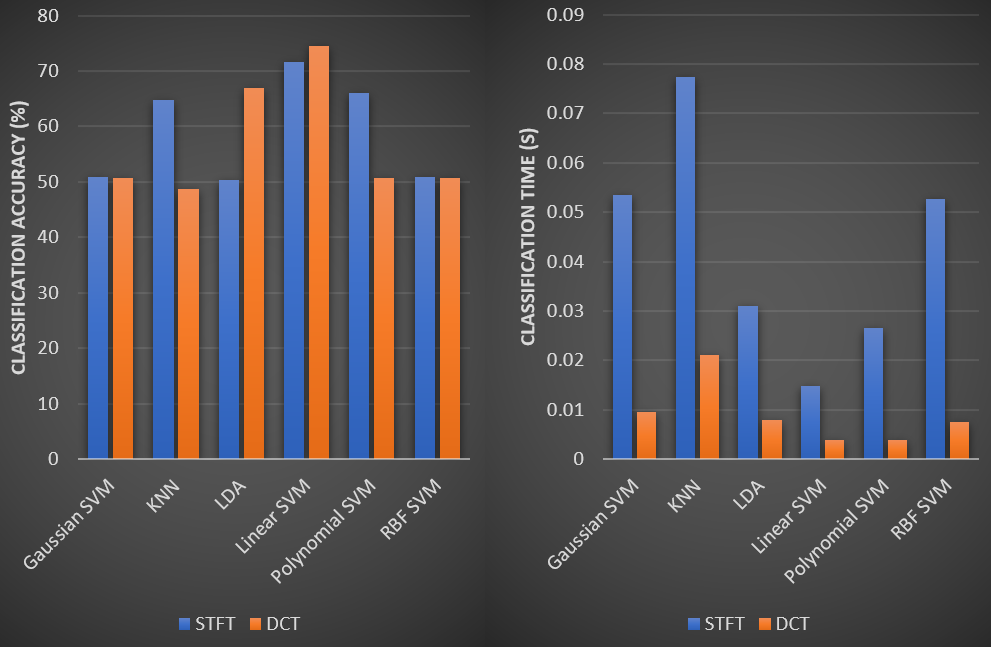 CLASSIFICATION ACCURACY (%)
80
70
60
50
40
30
20
10
0
Gaussian SVM
KNN
LDA
Linear SVM
Polynomial SVM
RBF SVM
STFT DCT
CLASSIFICATION TIME (S)
0.09
0.08
0.07
0.06
0.05
0.04
0.03
0.02
0.01
0
Gaussian SVM
KNN
LDA
Linear SVM
Polynomial SVM
RBF SVM
STFT DCT